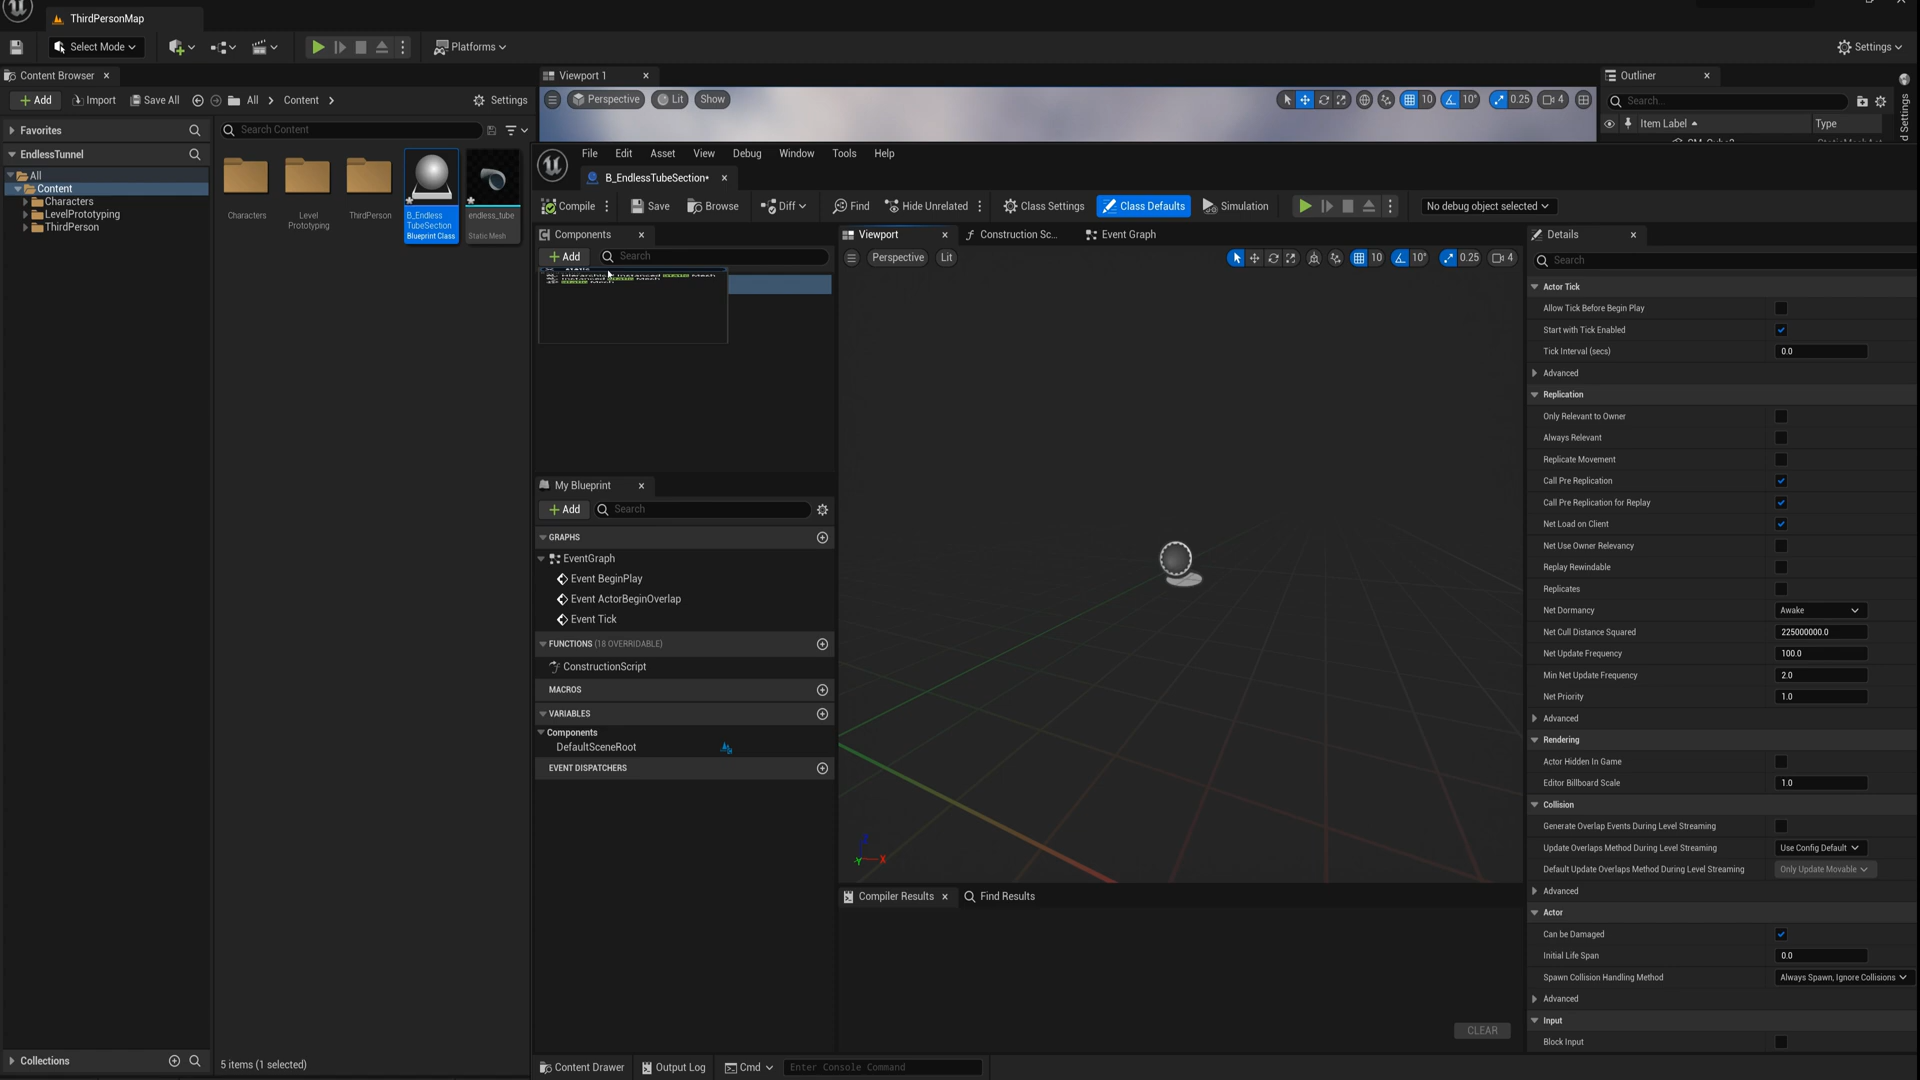 ThirdPersonMap
Select Mode
Platforms
Settings
Content Browser
Viewport 1
Outliner
Add
Import
Save All
All
Content
Settings
Perspective
Lit
Show
10
10°
0.25
4
Search...
Favorites
Search Content
Item Label
Type
EndlessTunnel
All
Content
Characters
LevelPrototyping
ThirdPerson
Characters
Level
Prototyping
ThirdPerson
B_Endless
TubeSection
Blueprint Class
endless_tube
Static Mesh
File
Edit
Asset
View
Debug
Window
Tools
Help
B_EndlessTubeSection*
Compile
Save
Browse
Diff
Find
Hide Unrelated
Class Settings
Class Defaults
Simulation
No debug object selected
Components
Add
Search
Viewport
Construction Sc...
Event Graph
Perspective
Lit
10
10°
0.25
4
My Blueprint
Add
Search
GRAPHS
EventGraph
Event BeginPlay
Event ActorBeginOverlap
Event Tick
FUNCTIONS (18 OVERRIDABLE)
ConstructionScript
MACROS
VARIABLES
Components
DefaultSceneRoot
EVENT DISPATCHERS
Y
X
Compiler Results
Find Results
CLEAR
Details
Search
Actor Tick
Allow Tick Before Begin Play
Start with Tick Enabled
Tick Interval (secs) 0.0
Advanced
Replication
Only Relevant to Owner
Always Relevant
Replicate Movement
Call Pre Replication
Call Pre Replication for Replay
Net Load on Client
Net Use Owner Relevancy
Replay Rewindable
Replicates
Net Dormancy Awake
Net Cull Distance Squared 225000000.0
Net Update Frequency 100.0
Min Net Update Frequency 2.0
Net Priority 1.0
Advanced
Rendering
Actor Hidden In Game
Editor Billboard Scale 1.0
Collision
Generate Overlap Events During Level Streaming
Update Overlaps Method During Level Streaming Use Config Default
Default Update Overlaps Method During Level Streaming Only Update Movable
Advanced
Actor
Can be Damaged
Initial Life Span 0.0
Spawn Collision Handling Method Always Spawn, Ignore Collisions
Advanced
Input
Block Input
Collections
5 items (1 selected)
Content Drawer
Output Log
Cmd
Enter Console Command